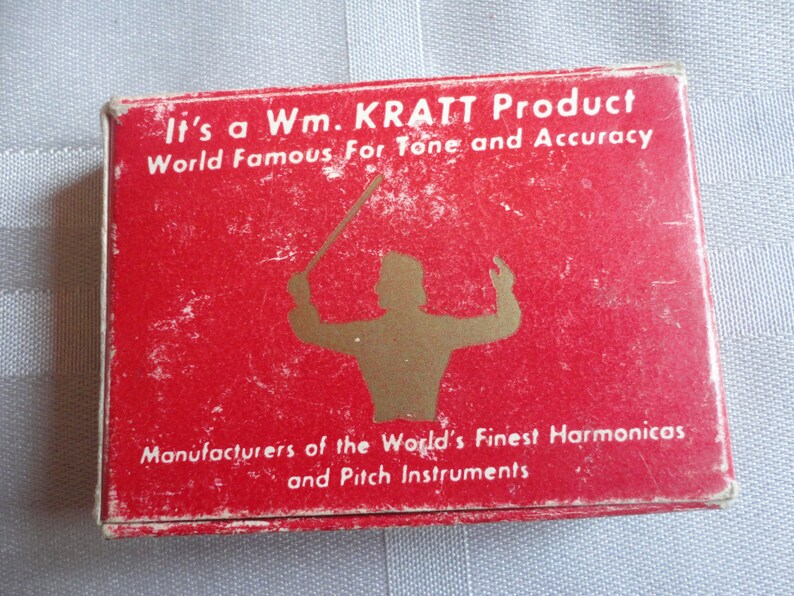 It's a Wm. KRATT Product
World Famous For Tone and Accuracy
Manufacturers of the World's Finest Harmonicas
and Pitch Instruments